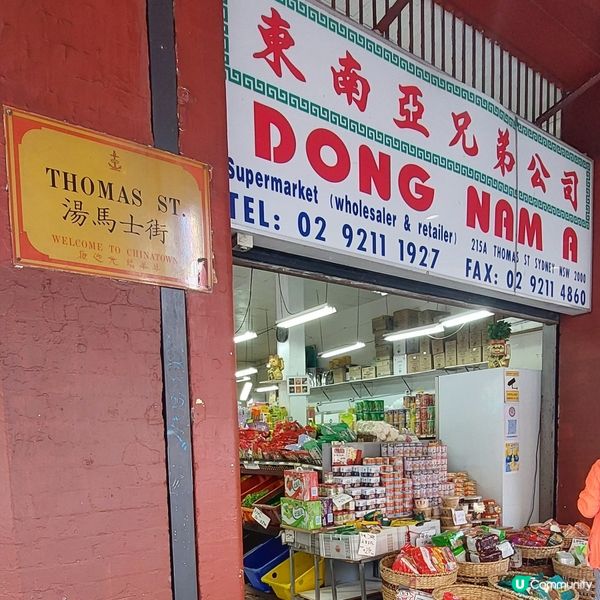 THOMAS ST.
湯馬士街
WELCOME TO CHINATOWN
東南亞兄弟公司
DONG NAM A
Supermarket (wholesaler & retailer)
215A THOMAS ST SYDNEY NSW 2000
TEL: 02 9211 1927
FAX: 02 9211 4860
U Community